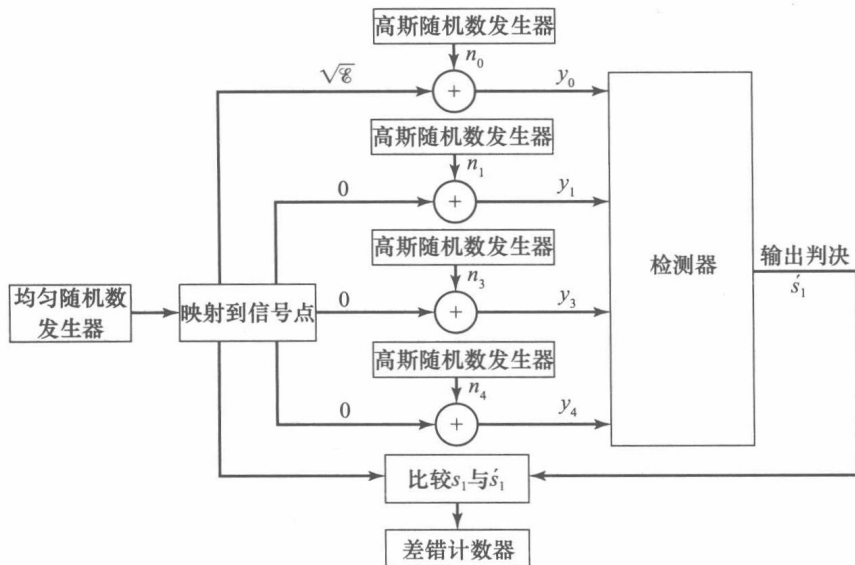 高斯随机数发生器
n₀
√ℰ
+
y₀
高斯随机数发生器
n₁
0
+
y₁
高斯随机数发生器
n₃
0
+
y₃
高斯随机数发生器
n₄
0
+
y₄
均匀随机数
发生器
映射到信号点
检测器
输出判决
ś₁
比较s₁与ś₁
差错计数器